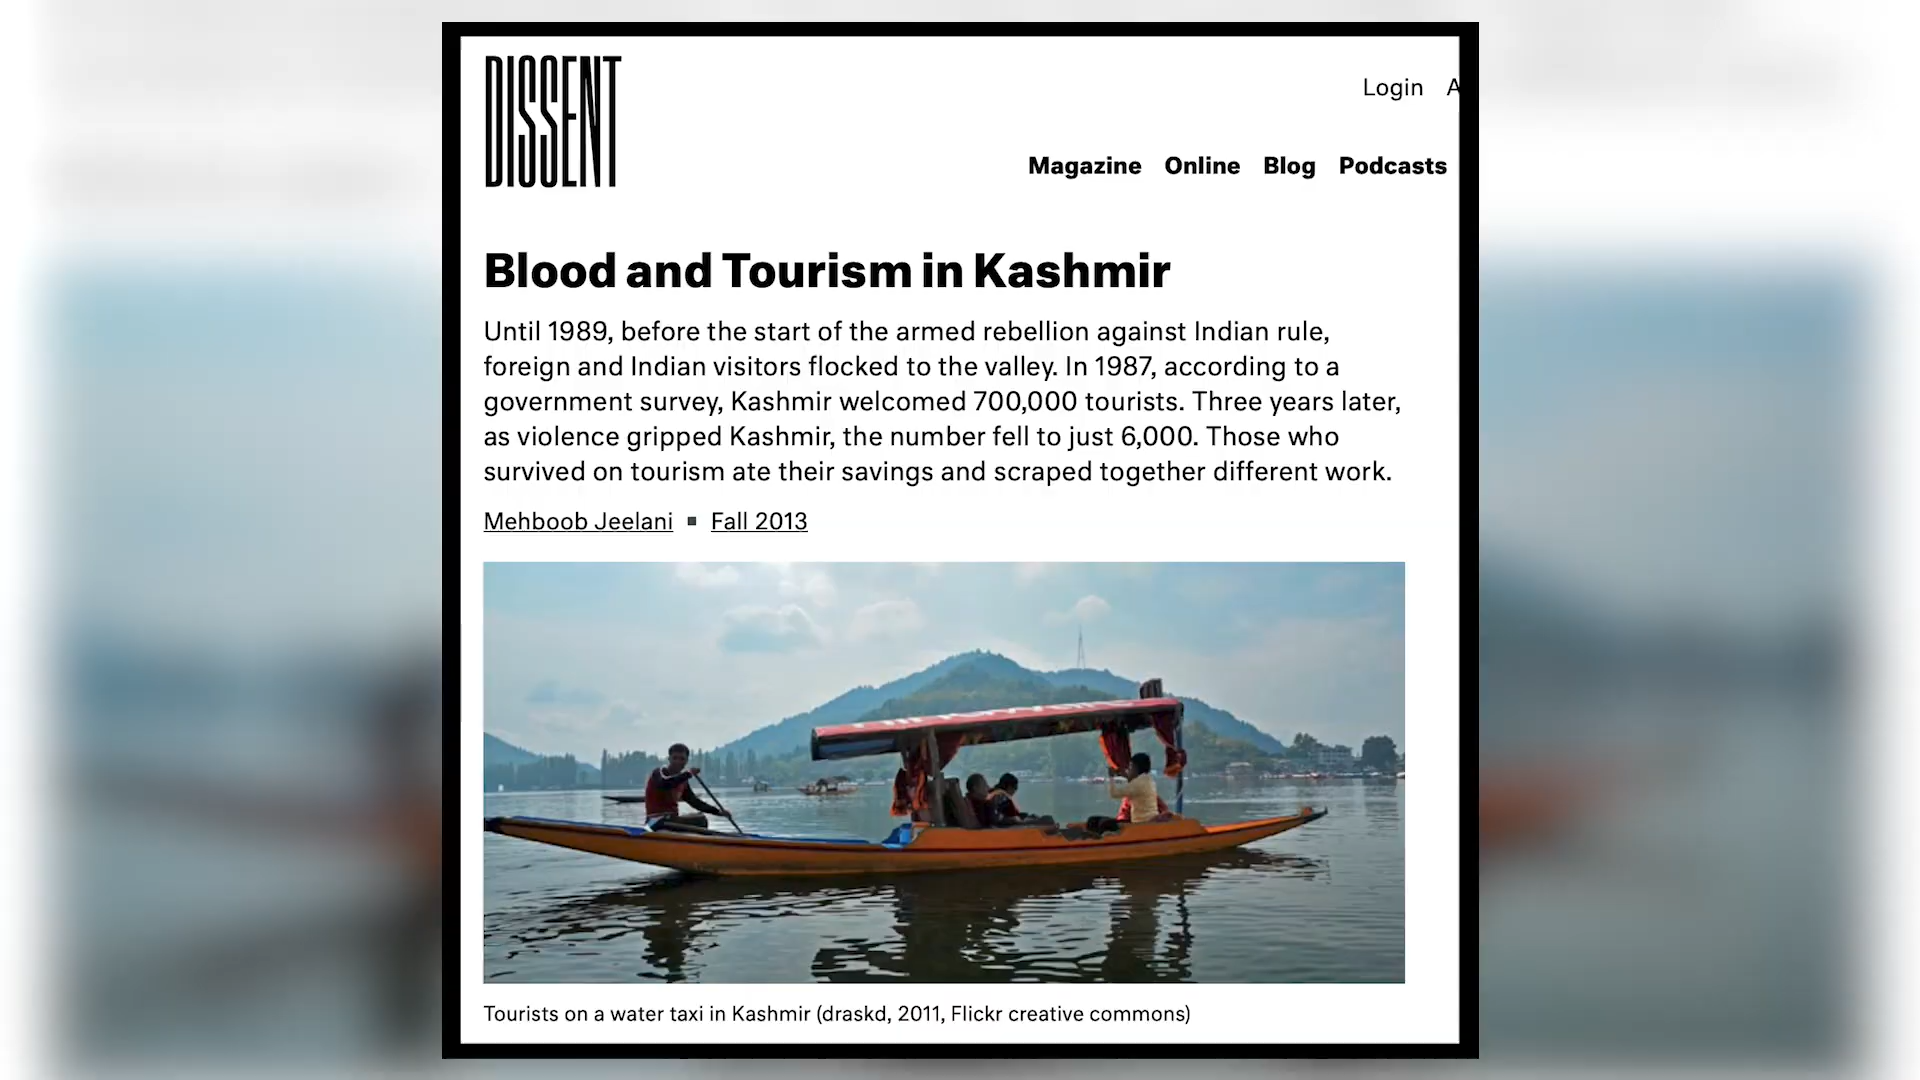 DISSENT
Login A
Magazine Online Blog Podcasts
Blood and Tourism in Kashmir
Until 1989, before the start of the armed rebellion against Indian rule,
foreign and Indian visitors flocked to the valley. In 1987, according to a
government survey, Kashmir welcomed 700,000 tourists. Three years later,
as violence gripped Kashmir, the number fell to just 6,000. Those who
survived on tourism ate their savings and scraped together different work.
Mehboob Jeelani ▪ Fall 2013
Tourists on a water taxi in Kashmir (draskd, 2011, Flickr creative commons)